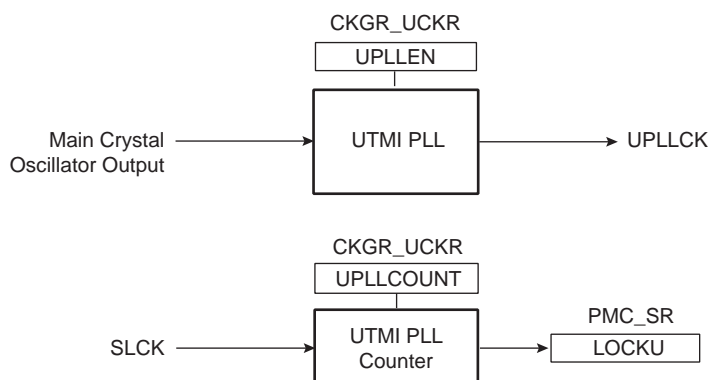 CKGR_UCKR
UPLLEN
Main Crystal
Oscillator Output
UTMI PLL
UPLLCK
CKGR_UCKR
UPLLCOUNT
SLCK
UTMI PLL
Counter
PMC_SR
LOCKU